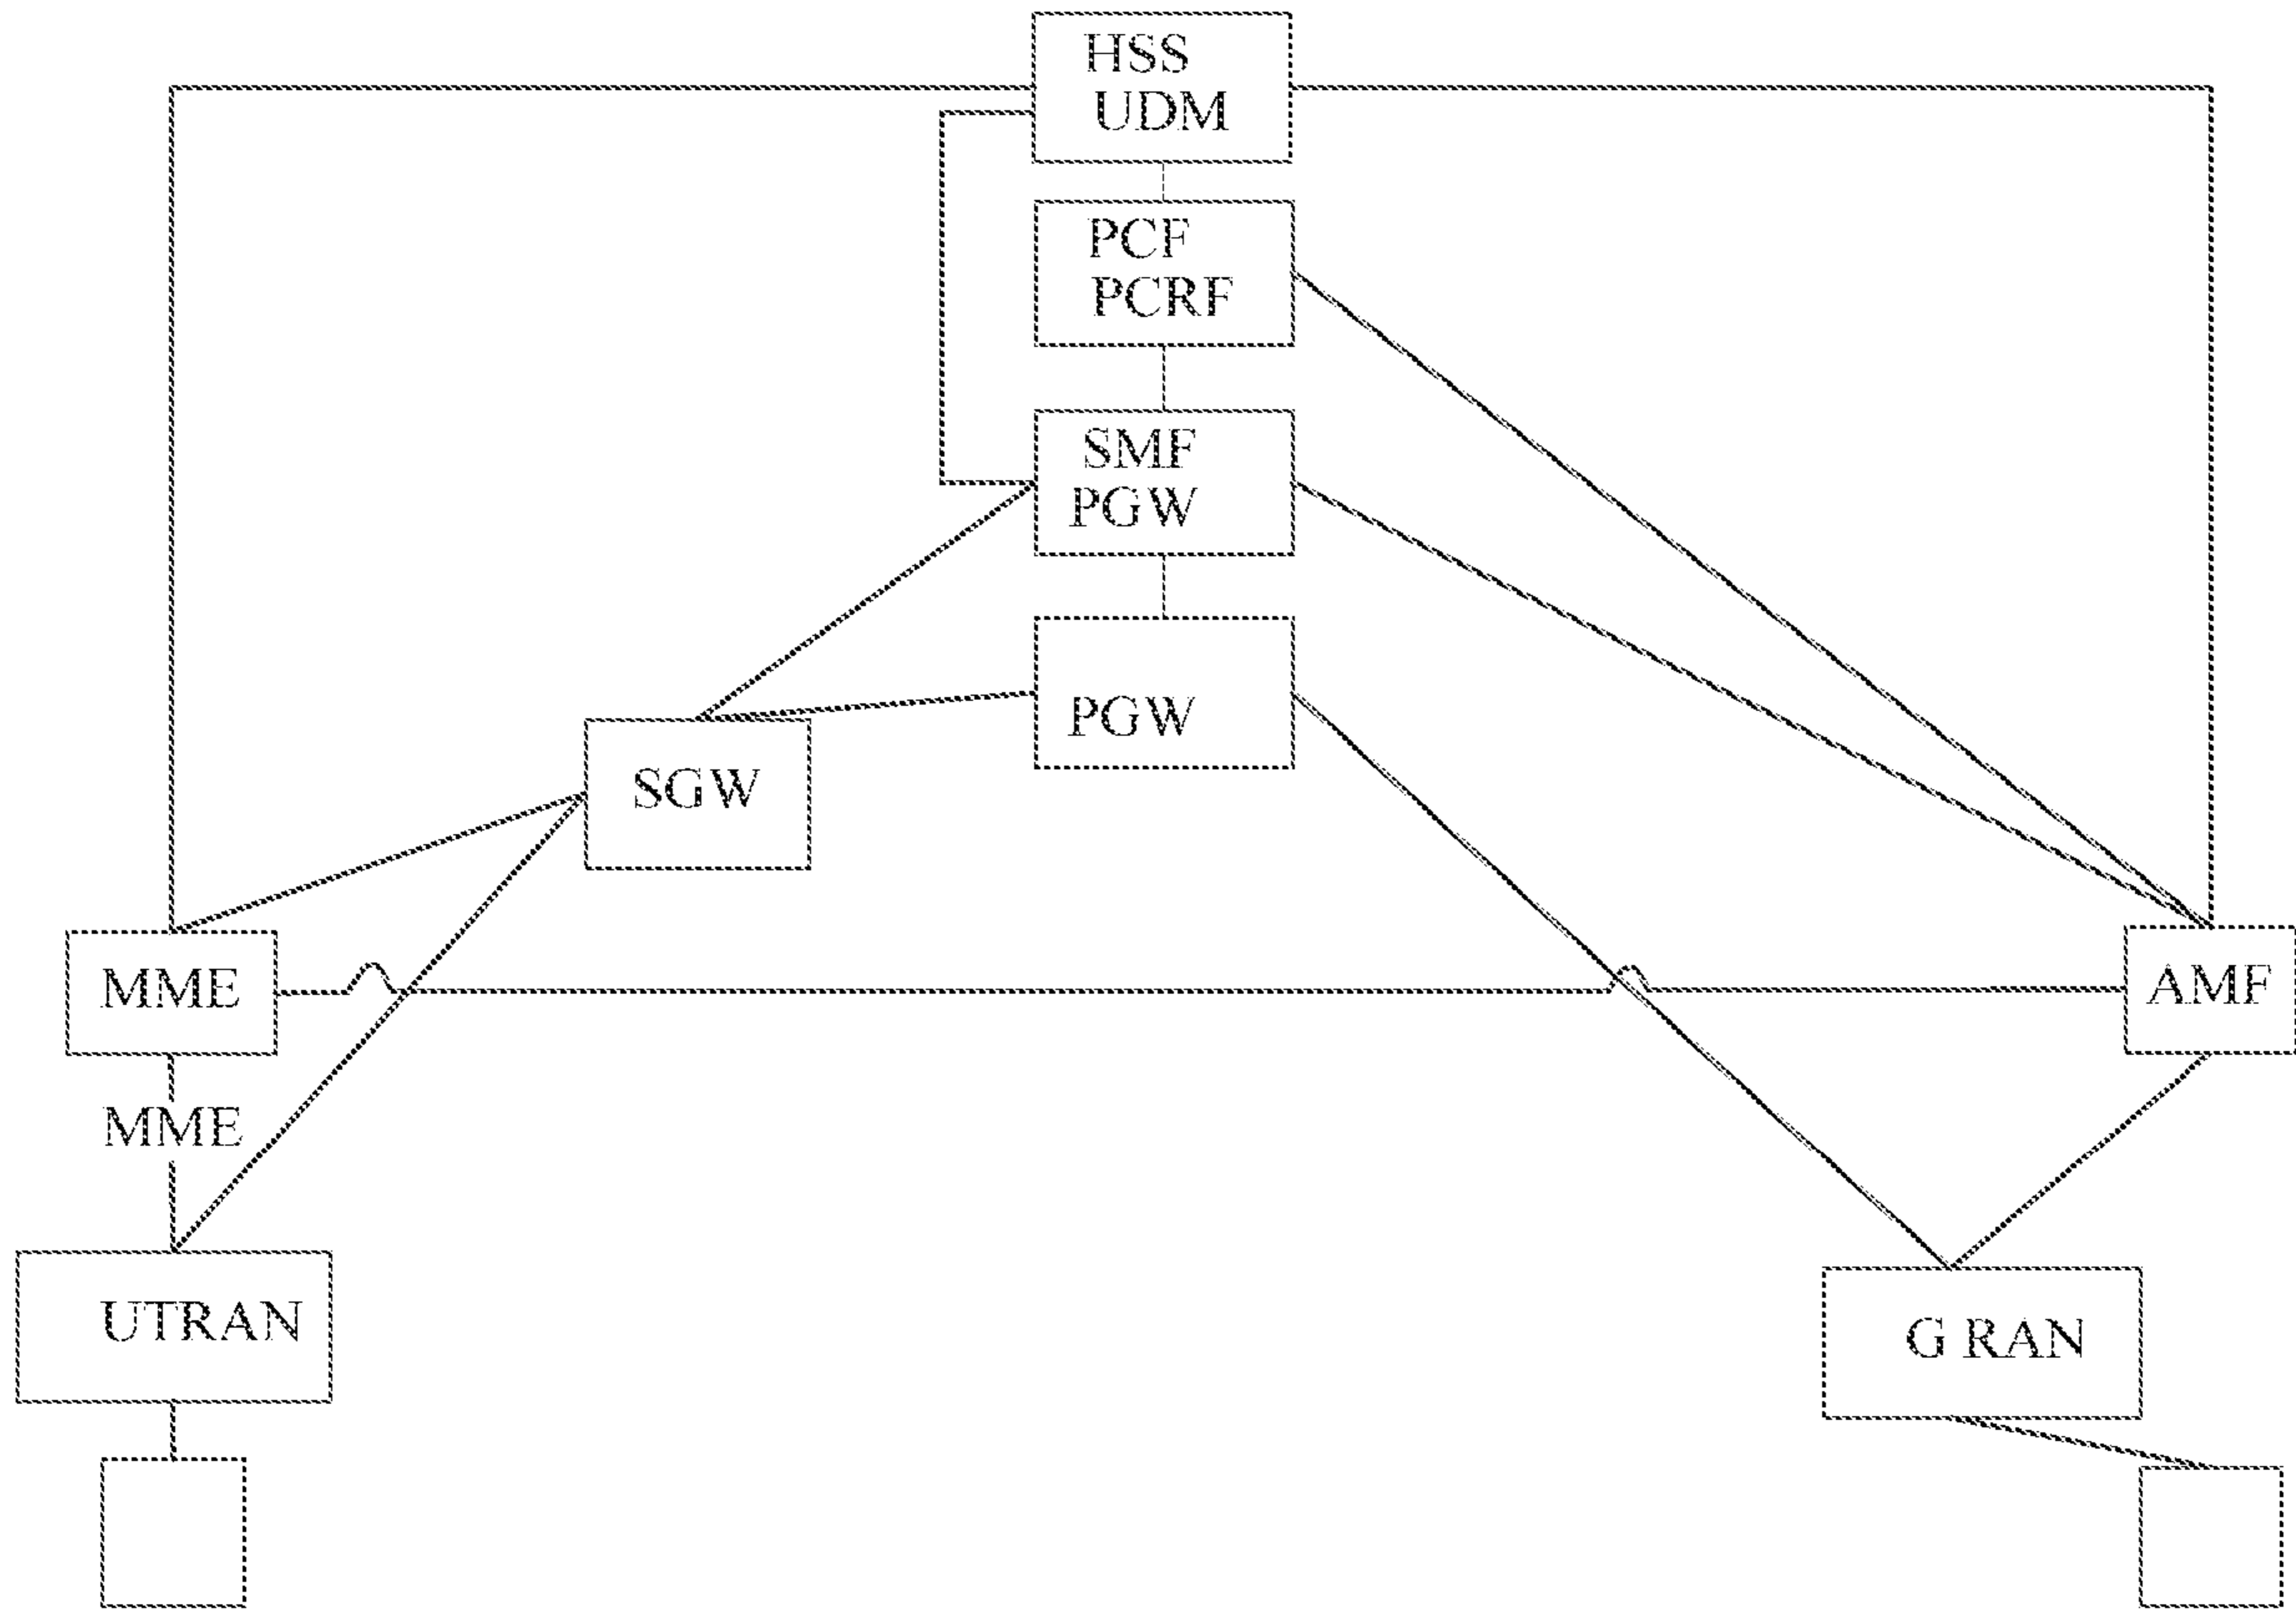 HSS
UDM
PCF
PCRF
SMF
PGW
PGW
SGW
MME
AMF
MME
UTRAN
G RAN